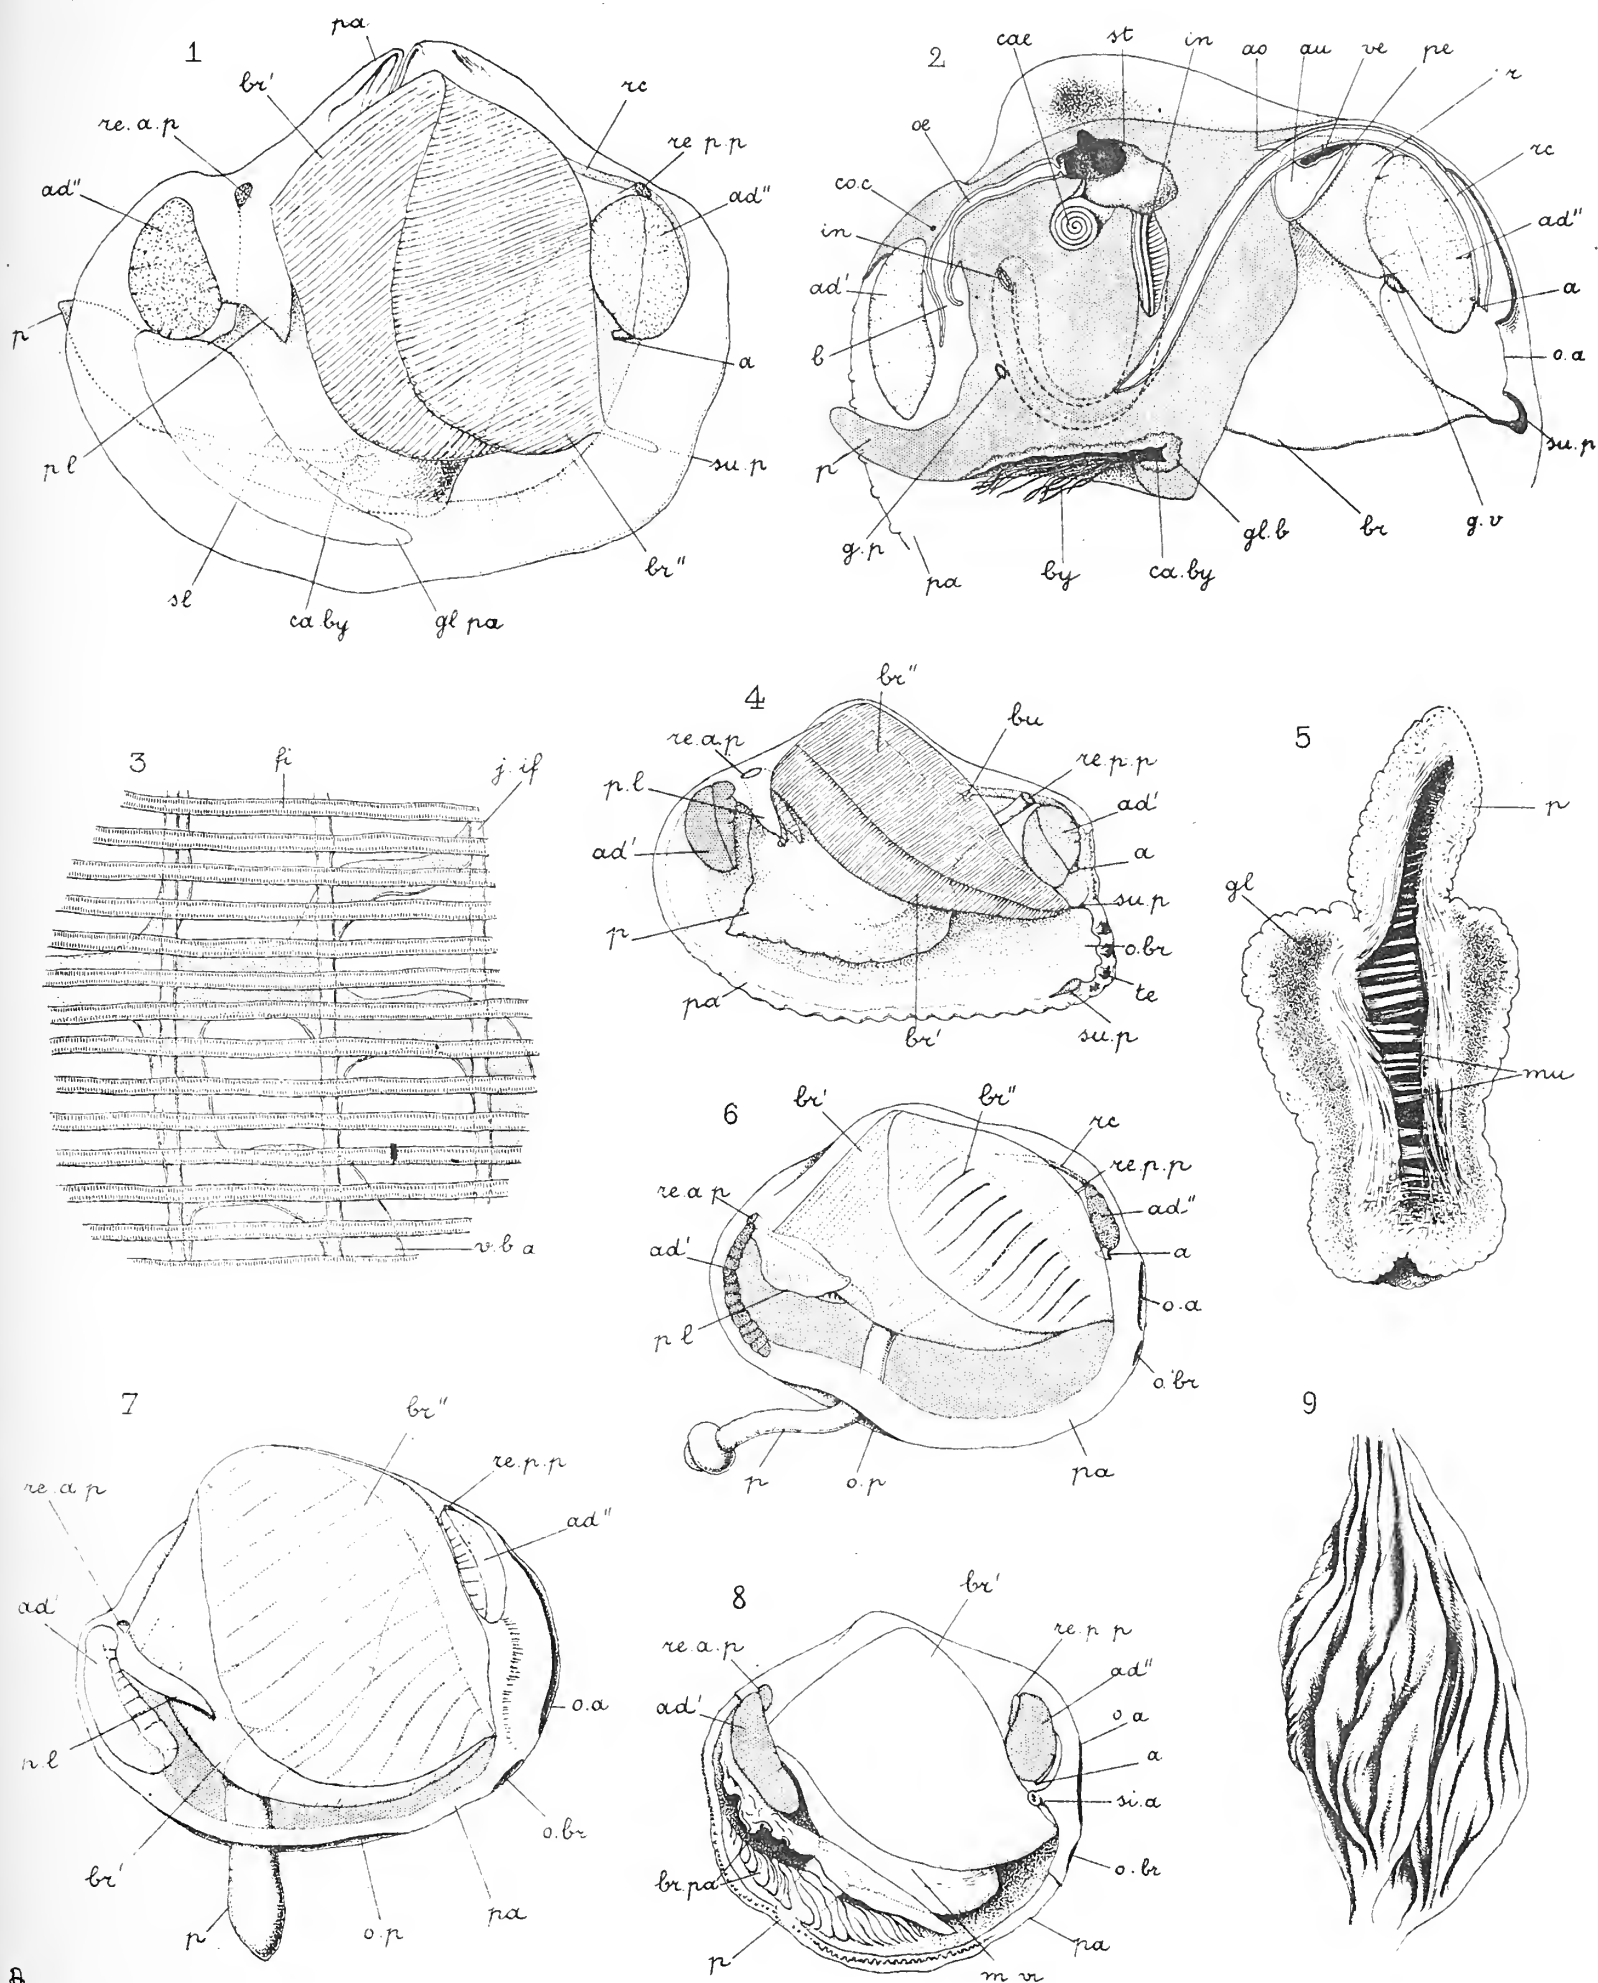 1
pa
br'
re.a.p
ad"
rc
re p.p
ad"
p
a
pl
su.p
sl
ca.by
gl pa
br"
2
cae
st
in
ao
au
ve
pe
r
oe
rc
co.c
in
ad'
ad"
a
b
o.a
p
su.p
g.p
pa
by
ca.by
gl.b
br
g.v
3
fi
j.if
v.b a
4
br"
re.a.p
bu
p.l
re.p.p
ad'
ad'
a
su.p
p
o.br
pa
te
br'
su.p
5
p
gl
mu
6
br'
br"
rc
re.p.p
re.a p
ad"
ad'
a
o.a
p l
o.br
p
o.p
pa
7
br"
re.a p
re.p.p
ad"
ad'
o.a
p.l
o.br
br'
p
o.p
pa
8
br'
re.a.p
re.p p
ad"
ad'
o a
a
si.a
br.pa
o.br
p
pa
m vi
9